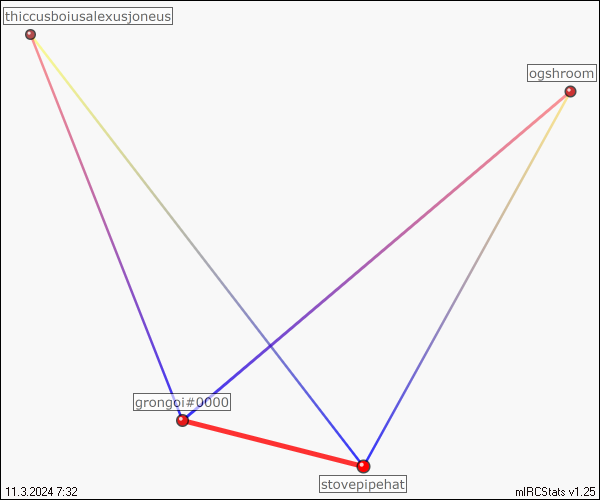 thiccusboiusalexusjoneus
ogshroom
grongoi#0000
stovepipehat
11.3.2024 7:32
mIRCStats v1.25